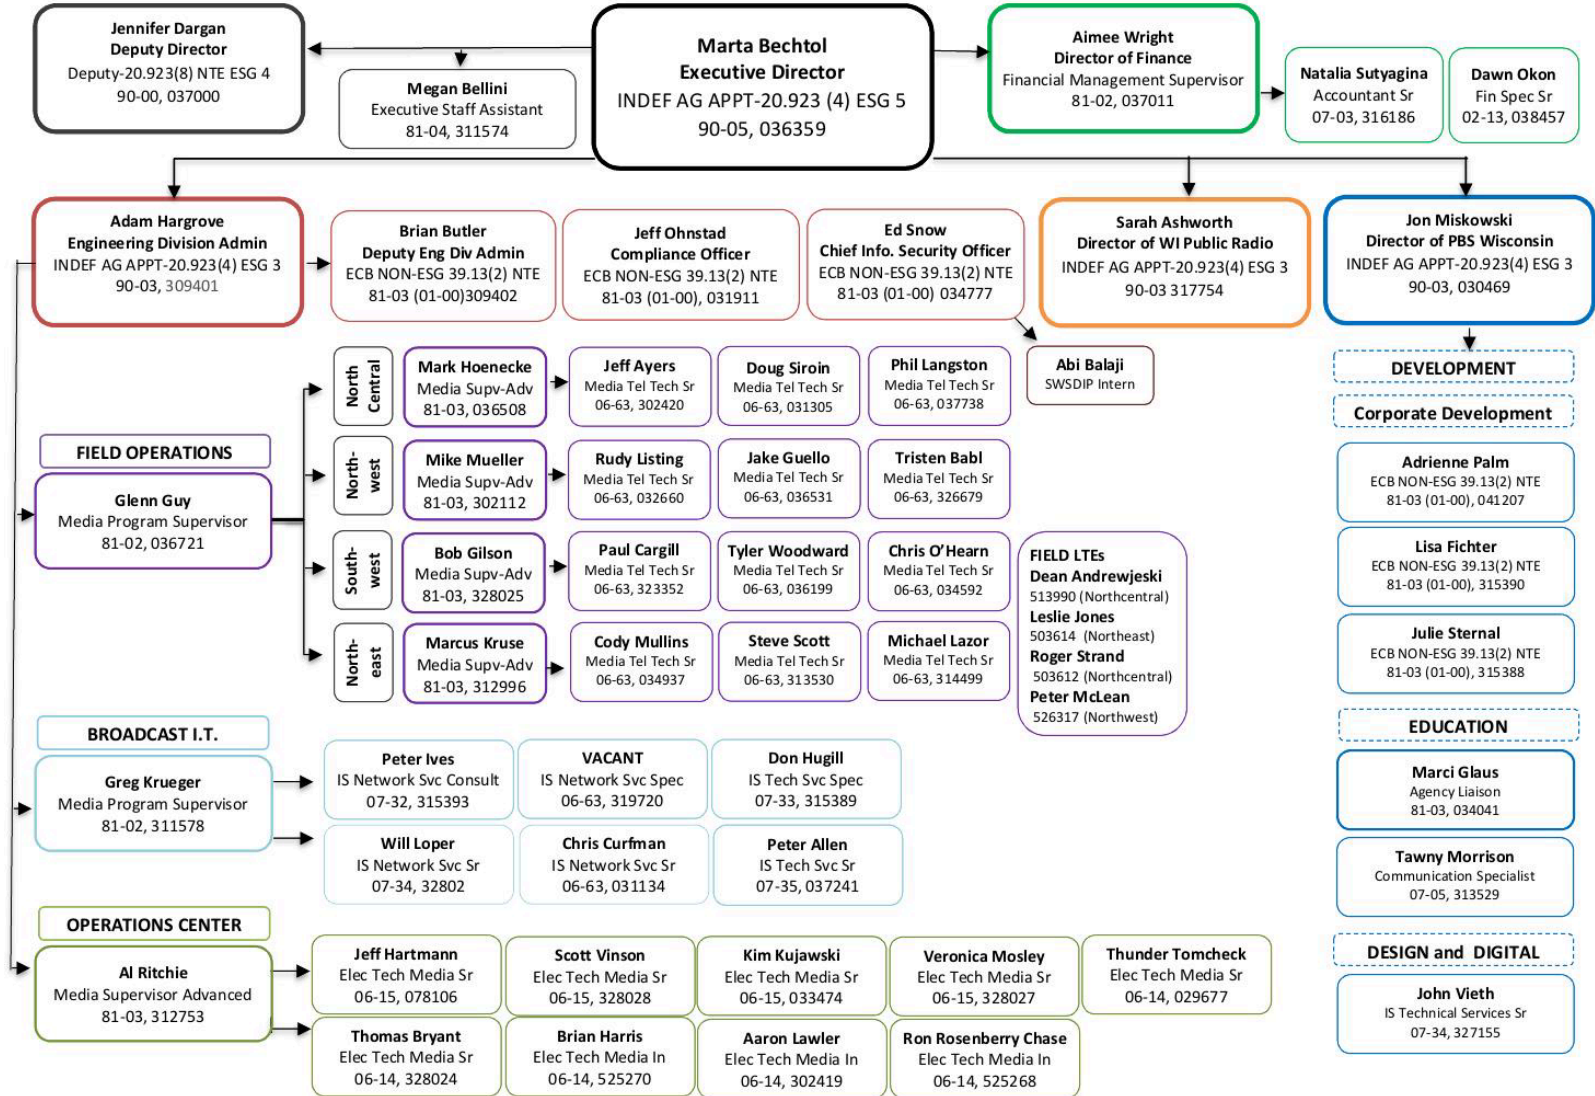 Jennifer Dargan
Deputy Director
Deputy-20.923(8) NTE ESG 4
90-00, 037000
Megan Bellini
Executive Staff Assistant
81-04, 311574
Marta Bechtol
Executive Director
INDEF AG APPT-20.923 (4) ESG 5
90-05, 036359
Aimee Wright
Director of Finance
Financial Management Supervisor
81-02, 037011
Natalia Sutyagina
Accountant Sr
07-03, 316186
Dawn Okon
Fin Spec Sr
02-13, 038457
Adam Hargrove
Engineering Division Admin
INDEF AG APPT-20.923(4) ESG 3
90-03, 309401
Brian Butler
Deputy Eng Div Admin
ECB NON-ESG 39.13(2) NTE
81-03 (01-00)309402
Jeff Ohnstad
Compliance Officer
ECB NON-ESG 39.13(2) NTE
81-03 (01-00), 031911
Ed Snow
Chief Info. Security Officer
ECB NON-ESG 39.13(2) NTE
81-03 (01-00) 034777
Sarah Ashworth
Director of WI Public Radio
INDEF AG APPT-20.923(4) ESG 3
90-03 317754
Jon Miskowski
Director of PBS Wisconsin
INDEF AG APPT-20.923(4) ESG 3
90-03, 030469
Abi Balaji
SWSDIP Intern
FIELD OPERATIONS
Glenn Guy
Media Program Supervisor
81-02, 036721
North
Central
Mark Hoenecke
Media Supv-Adv
81-03, 036508
Jeff Ayers
Media Tel Tech Sr
06-63, 302420
Doug Siroin
Media Tel Tech Sr
06-63, 031305
Phil Langston
Media Tel Tech Sr
06-63, 037738
North-
west
Mike Mueller
Media Supv-Adv
81-03, 302112
Rudy Listing
Media Tel Tech Sr
06-63, 032660
Jake Guello
Media Tel Tech Sr
06-63, 036531
Tristen Babl
Media Tel Tech Sr
06-63, 326679
South-
west
Bob Gilson
Media Supv-Adv
81-03, 328025
Paul Cargill
Media Tel Tech Sr
06-63, 323352
Tyler Woodward
Media Tel Tech Sr
06-63, 036199
Chris O’Hearn
Media Tel Tech Sr
06-63, 034592
North-
east
Marcus Kruse
Media Supv-Adv
81-03, 312996
Cody Mullins
Media Tel Tech Sr
06-63, 034937
Steve Scott
Media Tel Tech Sr
06-63, 313530
Michael Lazor
Media Tel Tech Sr
06-63, 314499
FIELD LTEs
Dean Andrewjeski
513990 (Northcentral)
Leslie Jones
503614 (Northeast)
Roger Strand
503612 (Northcentral)
Peter McLean
526317 (Northwest)
BROADCAST I.T.
Greg Krueger
Media Program Supervisor
81-02, 311578
Peter Ives
IS Network Svc Consult
07-32, 315393
VACANT
IS Network Svc Spec
06-63, 319720
Don Hugill
IS Tech Svc Spec
07-33, 315389
Will Loper
IS Network Svc Sr
07-34, 32802
Chris Curfman
IS Network Svc Sr
06-63, 031134
Peter Allen
IS Tech Svc Sr
07-35, 037241
OPERATIONS CENTER
Al Ritchie
Media Supervisor Advanced
81-03, 312753
Jeff Hartmann
Elec Tech Media Sr
06-15, 078106
Scott Vinson
Elec Tech Media Sr
06-15, 328028
Kim Kujawski
Elec Tech Media Sr
06-15, 033474
Veronica Mosley
Elec Tech Media Sr
06-15, 328027
Thunder Tomcheck
Elec Tech Media Sr
06-14, 029677
Thomas Bryant
Elec Tech Media Sr
06-14, 328024
Brian Harris
Elec Tech Media In
06-14, 525270
Aaron Lawler
Elec Tech Media In
06-14, 302419
Ron Rosenberry Chase
Elec Tech Media In
06-14, 525268
DEVELOPMENT
Corporate Development
Adrienne Palm
ECB NON-ESG 39.13(2) NTE
81-03 (01-00), 041207
Lisa Fichter
ECB NON-ESG 39.13(2) NTE
81-03 (01-00), 315390
Julie Sternal
ECB NON-ESG 39.13(2) NTE
81-03 (01-00), 315388
EDUCATION
Marci Glaus
Agency Liaison
81-03, 034041
Tawny Morrison
Communication Specialist
07-05, 313529
DESIGN and DIGITAL
John Vieth
IS Technical Services Sr
07-34, 327155